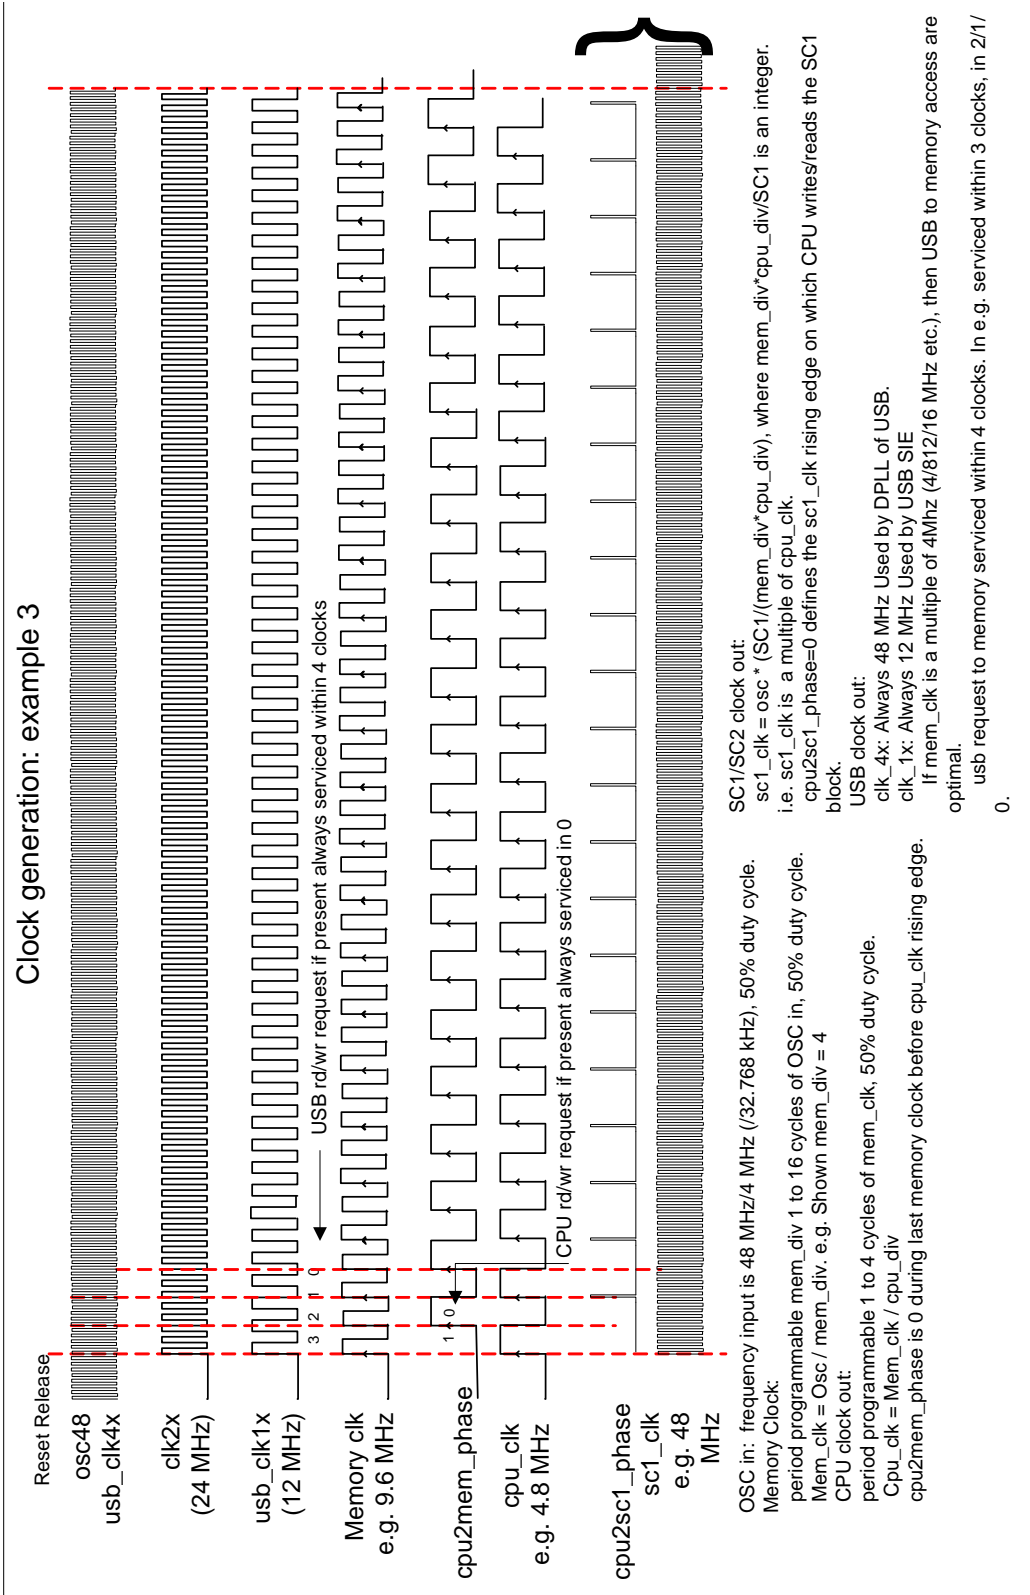 Clock generation: example 3
Reset Release
osc48
usb_clk4x
clk2x
(24 MHz)
usb_clk1x
(12 MHz)
3 2 1 0
USB rd/wr request if present always serviced within 4 clocks
Memory clk
e.g. 9.6 MHz
cpu2mem_phase
1 0
cpu_clk
e.g. 4.8 MHz
CPU rd/wr request if present always serviced in 0
cpu2sc1_phase
sc1_clk
e.g. 48
MHz
OSC in: frequency input is 48 MHz/4 MHz (/32.768 kHz), 50% duty cycle.
Memory Clock:
period programmable mem_div 1 to 16 cycles of OSC in, 50% duty cycle.
Mem_clk = Osc / mem_div. e.g. Shown mem_div = 4
CPU clock out:
period programmable 1 to 4 cycles of mem_clk, 50% duty cycle.
Cpu_clk = Mem_clk / cpu_div
cpu2mem_phase is 0 during last memory clock before cpu_clk rising edge.
SC1/SC2 clock out:
sc1_clk = osc * (SC1/(mem_div*cpu_div), where mem_div*cpu_div/SC1 is an integer.
i.e. sc1_clk is a multiple of cpu_clk.
cpu2sc1_phase=0 defines the sc1_clk rising edge on which CPU writes/reads the SC1
block.
USB clock out:
clk_4x: Always 48 MHz Used by DPLL of USB.
clk_1x: Always 12 MHz Used by USB SIE
If mem_clk is a multiple of 4Mhz (4/812/16 MHz etc.), then USB to memory access are
optimal.
usb request to memory serviced within 4 clocks. In e.g. serviced within 3 clocks, in 2/1/
0.